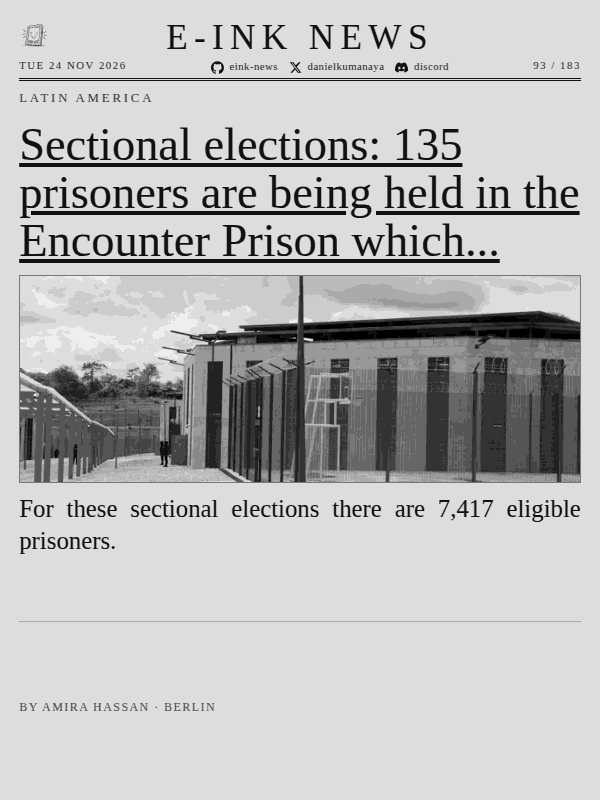 E-INK NEWS
TUE 24 NOV 2026
eink-news danielkumanaya discord
93 / 183
LATIN AMERICA
Sectional elections: 135
prisoners are being held in the
Encounter Prison which...
For these sectional elections there are 7,417 eligible
prisoners.
BY AMIRA HASSAN · BERLIN